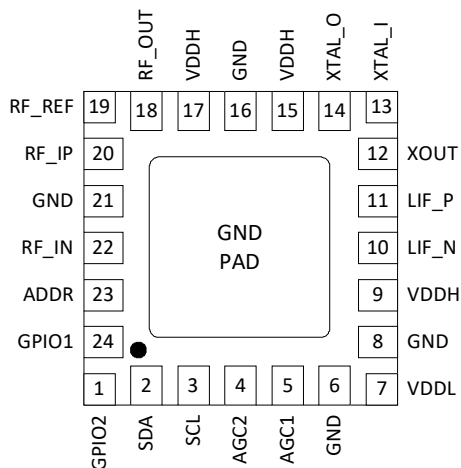 RF_OUT
VDDH
GND
VDDH
XTAL_O
XTAL_I
RF_REF 19 18 17 16 15 14 13
RF_IP 20 12 XOUT
GND 21 11 LIF_P
RF_IN 22 10 LIF_N
ADDR 23 9 VDDH
GPIO1 24 8 GND
GND
PAD
1 2 3 4 5 6 7 VDDL
GPIO2
SDA
SCL
AGC2
AGC1
GND